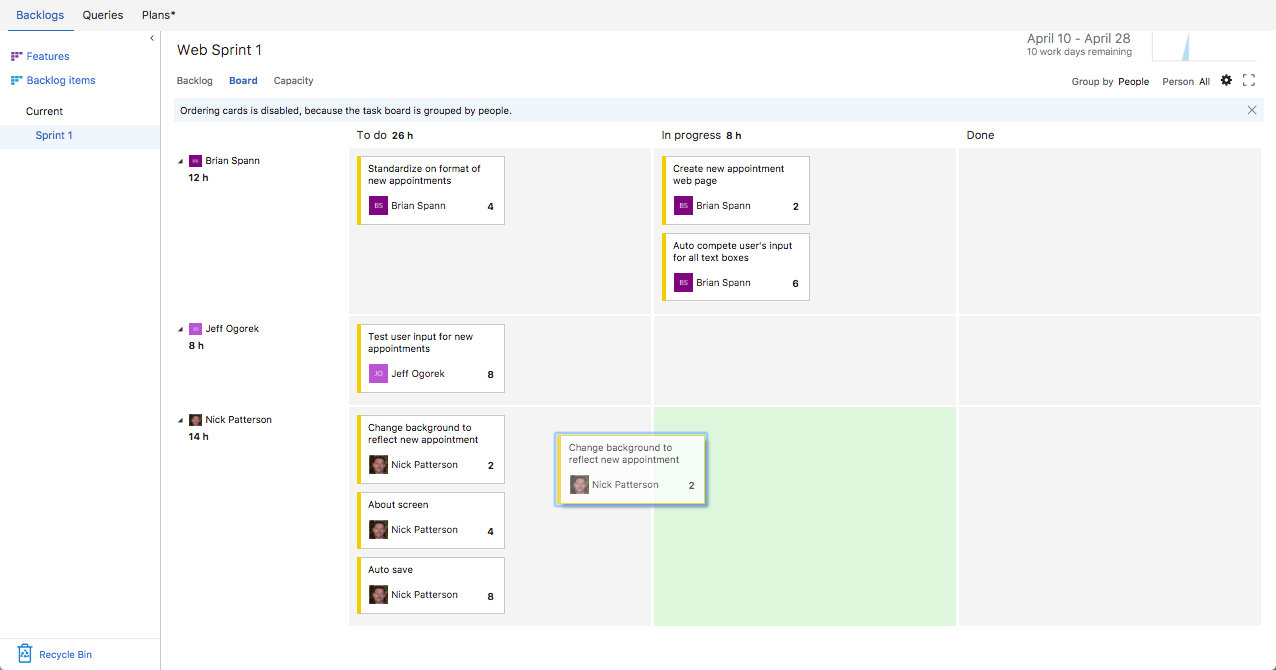 Backlogs Queries Plans*
Features
Backlog items
Current
Sprint 1
Recycle Bin
Web Sprint 1
April 10 - April 28
10 work days remaining
Backlog Board Capacity
Group by People Person All
Ordering cards is disabled, because the task board is grouped by people.
To do 26 h In progress 8 h Done
BS Brian Spann
12 h
Standardize on format of
new appointments
BS Brian Spann 4
Create new appointment
web page
BS Brian Spann 2
Auto compete user's input
for all text boxes
BS Brian Spann 6
JO Jeff Ogorek
8 h
Test user input for new
appointments
JO Jeff Ogorek 8
Nick Patterson
14 h
Change background to
reflect new appointment
Nick Patterson 2
Change background to
reflect new appointment
Nick Patterson 2
About screen
Nick Patterson 4
Auto save
Nick Patterson 8